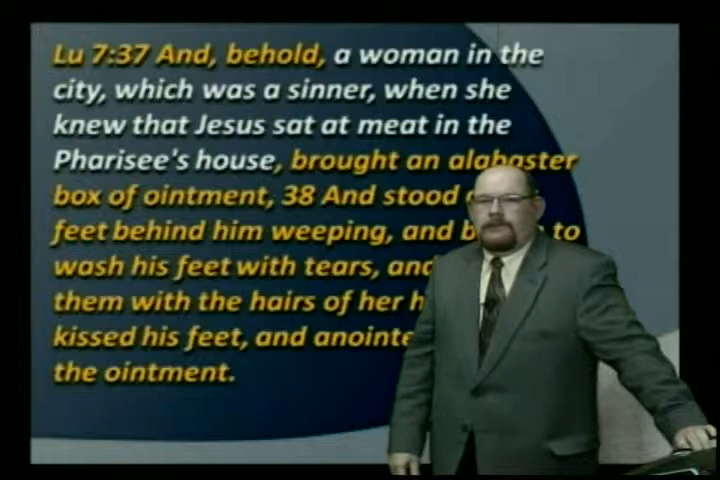 Lu 7:37 And, behold, a woman in the
city, which was a sinner, when she
knew that Jesus sat at meat in the
Pharisee's house, brought an alabaster
box of ointment, 38 And stood
feet behind him weeping, and to
wash his feet with tears, and
them with the hairs of her
kissed his feet, and
the ointment.